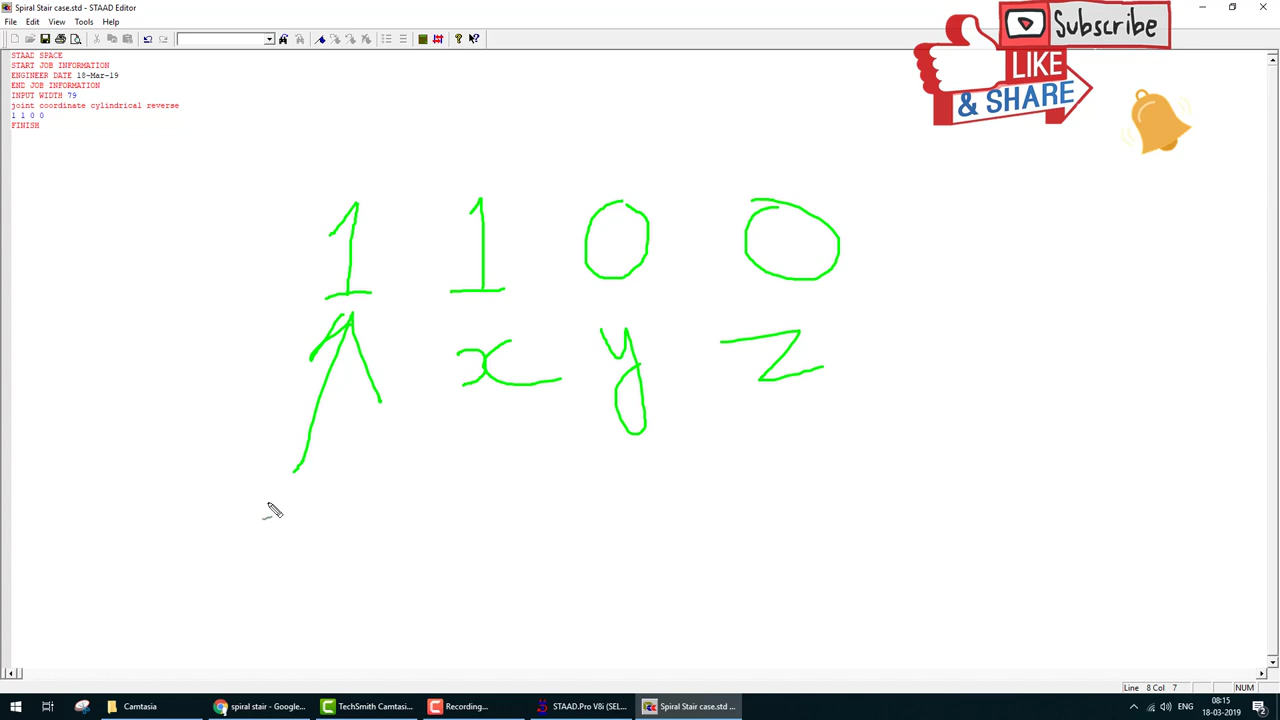 Spiral Stair case.std - STAAD Editor
File Edit View Tools Help
Subscribe
LIKE
& SHARE
STAAD SPACE
START JOB INFORMATION
ENGINEER DATE 18-Mar-19
END JOB INFORMATION
INPUT WIDTH 79
joint coordinate cylindrical reverse
1 1 0 0
FINISH
1 1 0 0
x y z
Line 8 Col 7 NUM
Camtasia spiral stair - Google... TechSmith Camtasi... Recording... STAAD.Pro V8i (SEL... Spiral Stair case.std ... ENG 08:15
18-03-2019 2